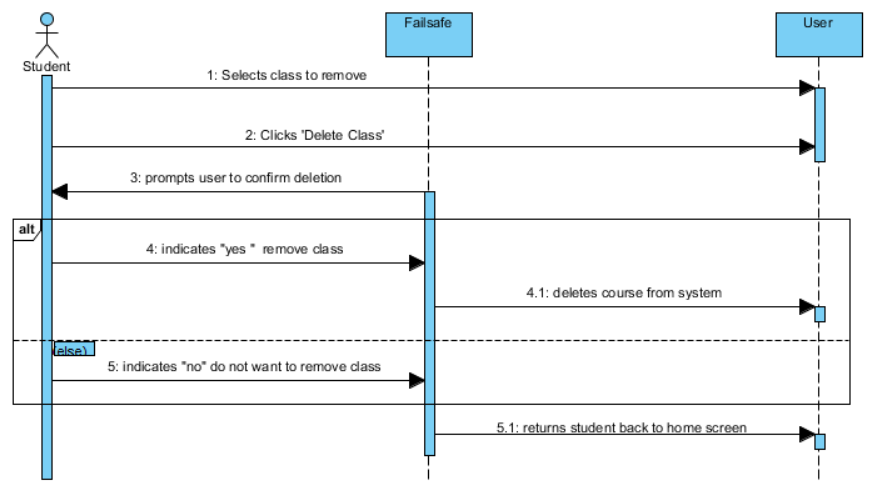 Failsafe
User
Student
1: Selects class to remove
2: Clicks 'Delete Class'
3: prompts user to confirm deletion
alt
4: indicates "yes "  remove class
4.1: deletes course from system
(else)
5: indicates "no" do not want to remove class
5.1: returns student back to home screen